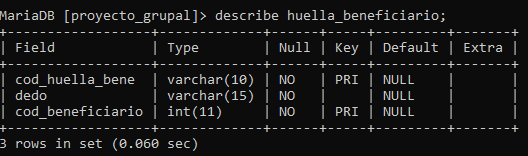 MariaDB [proyecto_grupal]> describe huella_beneficiario;
+------------------+-------------+------+-----+---------+-------+
| Field            | Type        | Null | Key | Default | Extra |
+------------------+-------------+------+-----+---------+-------+
| cod_huella_bene  | varchar(10) | NO   | PRI | NULL    |       |
| dedo             | varchar(15) | NO   |     | NULL    |       |
| cod_beneficiario | int(11)     | NO   | PRI | NULL    |       |
+------------------+-------------+------+-----+---------+-------+
3 rows in set (0.060 sec)